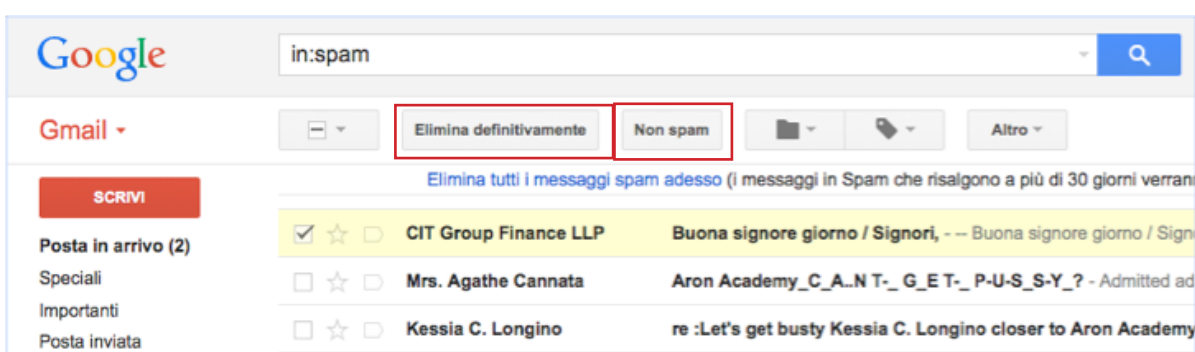 Google
in:spam
Gmail
Elimina definitivamente
Non spam
Altro
SCRIVI
Elimina tutti i messaggi spam adesso (i messaggi in Spam che risalgono a più di 30 giorni verran
Posta in arrivo (2)
CIT Group Finance LLP Buona signore giorno / Signori, - -- Buona signore giorno / Sign
Speciali
Mrs. Agathe Cannata Aron Academy_C_A..N T-_ G_E T-_ P-U-S_S-Y_? - Admitted ad
Importanti
Posta inviata
Kessia C. Longino re :Let's get busty Kessia C. Longino closer to Aron Academy